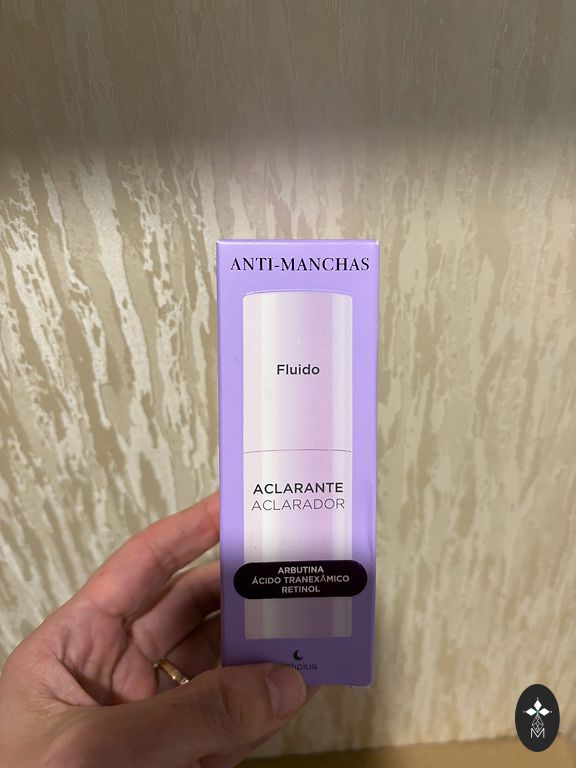 ANTI-MANCHAS
Fluido
ACLARANTE
ACLARADOR
ARBUTINA
ÁCIDO TRANEXÁMICO
RETINOL